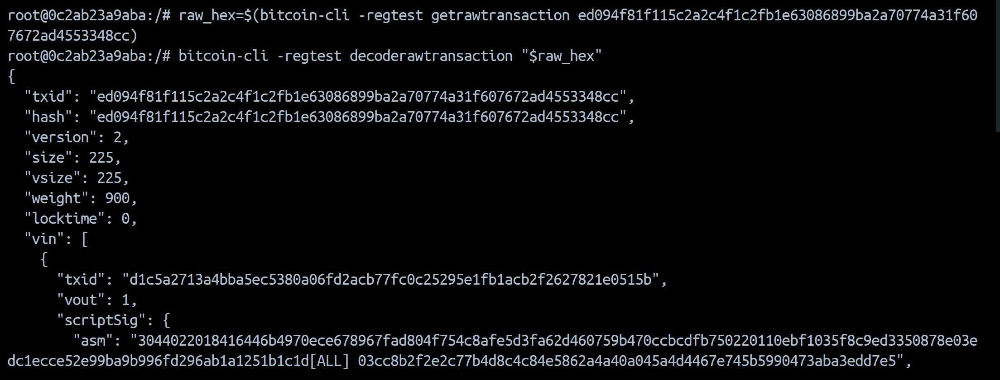 root@0c2ab23a9aba:/# raw_hex=$(bitcoin-cli -regtest getrawtransaction ed094f81f115c2a2c4f1c2fb1e63086899ba2a70774a31f60
7672ad4553348cc)
root@0c2ab23a9aba:/# bitcoin-cli -regtest decoderawtransaction "$raw_hex"
{
  "txid": "ed094f81f115c2a2c4f1c2fb1e63086899ba2a70774a31f607672ad4553348cc",
  "hash": "ed094f81f115c2a2c4f1c2fb1e63086899ba2a70774a31f607672ad4553348cc",
  "version": 2,
  "size": 225,
  "vsize": 225,
  "weight": 900,
  "locktime": 0,
  "vin": [
    {
      "txid": "d1c5a2713a4bba5ec5380a06fd2acb77fc0c25295e1fb1acb2f2627821e0515b",
      "vout": 1,
      "scriptSig": {
        "asm": "3044022018416446b4970ece678967fad804f754c8afe5d3fa62d460759b470ccbcdfb750220110ebf1035f8c9ed3350878e03e
dc1ecce52e99ba9b996fd296ab1a1251b1c1d[ALL] 03cc8b2f2e2c77b4d8c4c84e5862a4a40a045a4d4467e745b5990473aba3edd7e5",